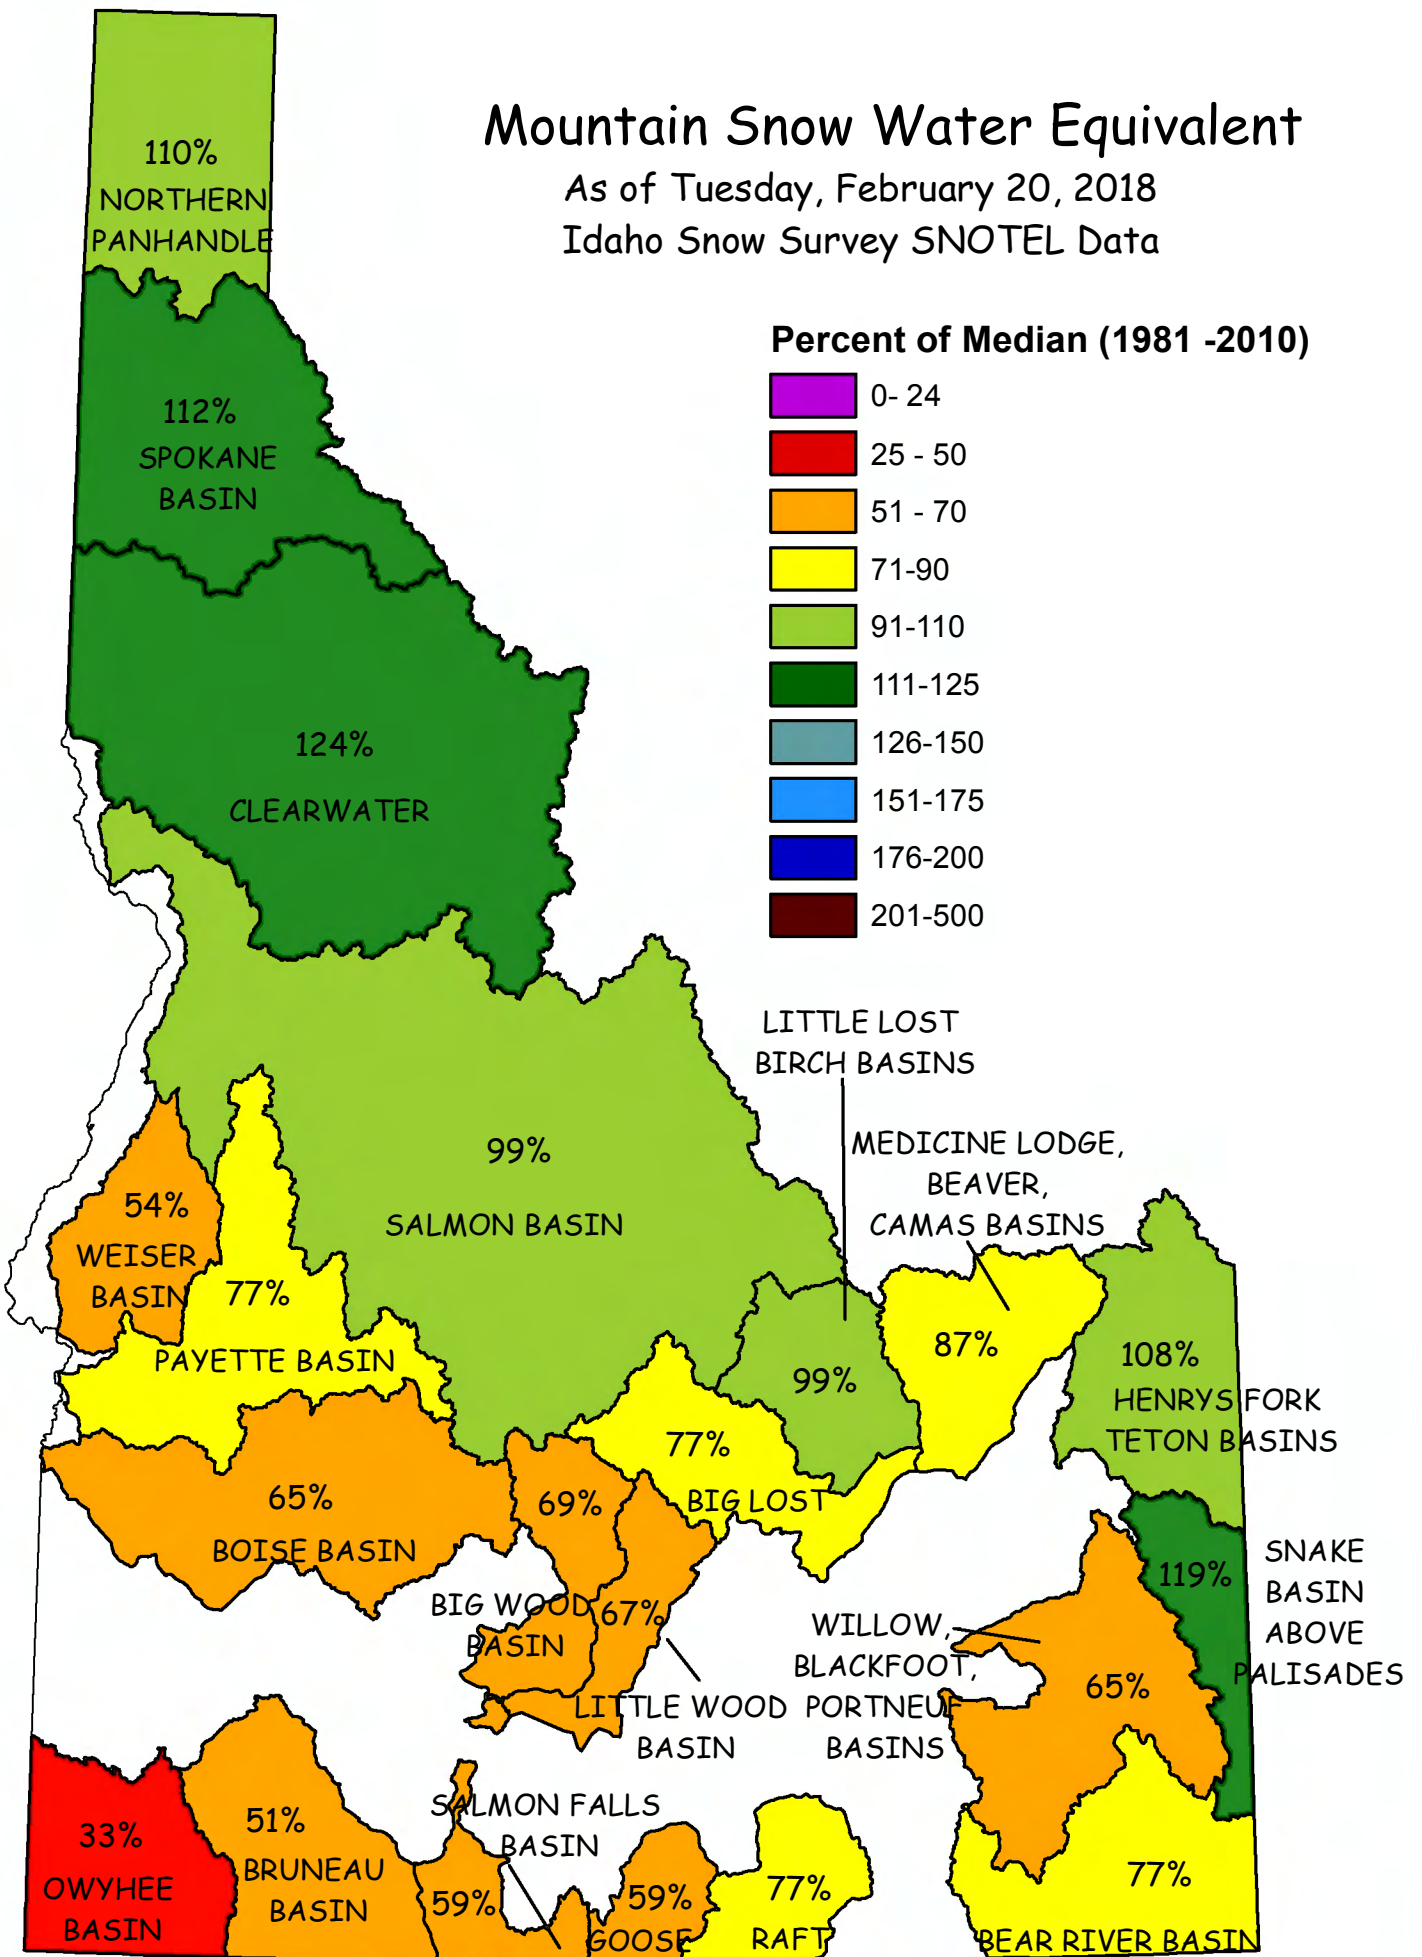 Mountain Snow Water Equivalent
As of Tuesday, February 20, 2018
Idaho Snow Survey SNOTEL Data
Percent of Median (1981 -2010)
0- 24
25 - 50
51 - 70
71-90
91-110
111-125
126-150
151-175
176-200
201-500
110%
NORTHERN
PANHANDLE
112%
SPOKANE
BASIN
124%
CLEARWATER
LITTLE LOST
BIRCH BASINS
MEDICINE LODGE,
BEAVER,
CAMAS BASINS
99%
SALMON BASIN
54%
WEISER
BASIN
77%
PAYETTE BASIN
99%
87%
108%
HENRYS FORK
TETON BASINS
77%
BIG LOST
65%
BOISE BASIN
69%
BIG WOOD
BASIN
67%
LITTLE WOOD
BASIN
WILLOW,
BLACKFOOT,
PORTNEUF
BASINS
65%
119%
SNAKE
BASIN
ABOVE
PALISADES
33%
OWYHEE
BASIN
51%
BRUNEAU
BASIN
SALMON FALLS
BASIN
59%
59%
GOOSE
77%
RAFT
77%
BEAR RIVER BASIN